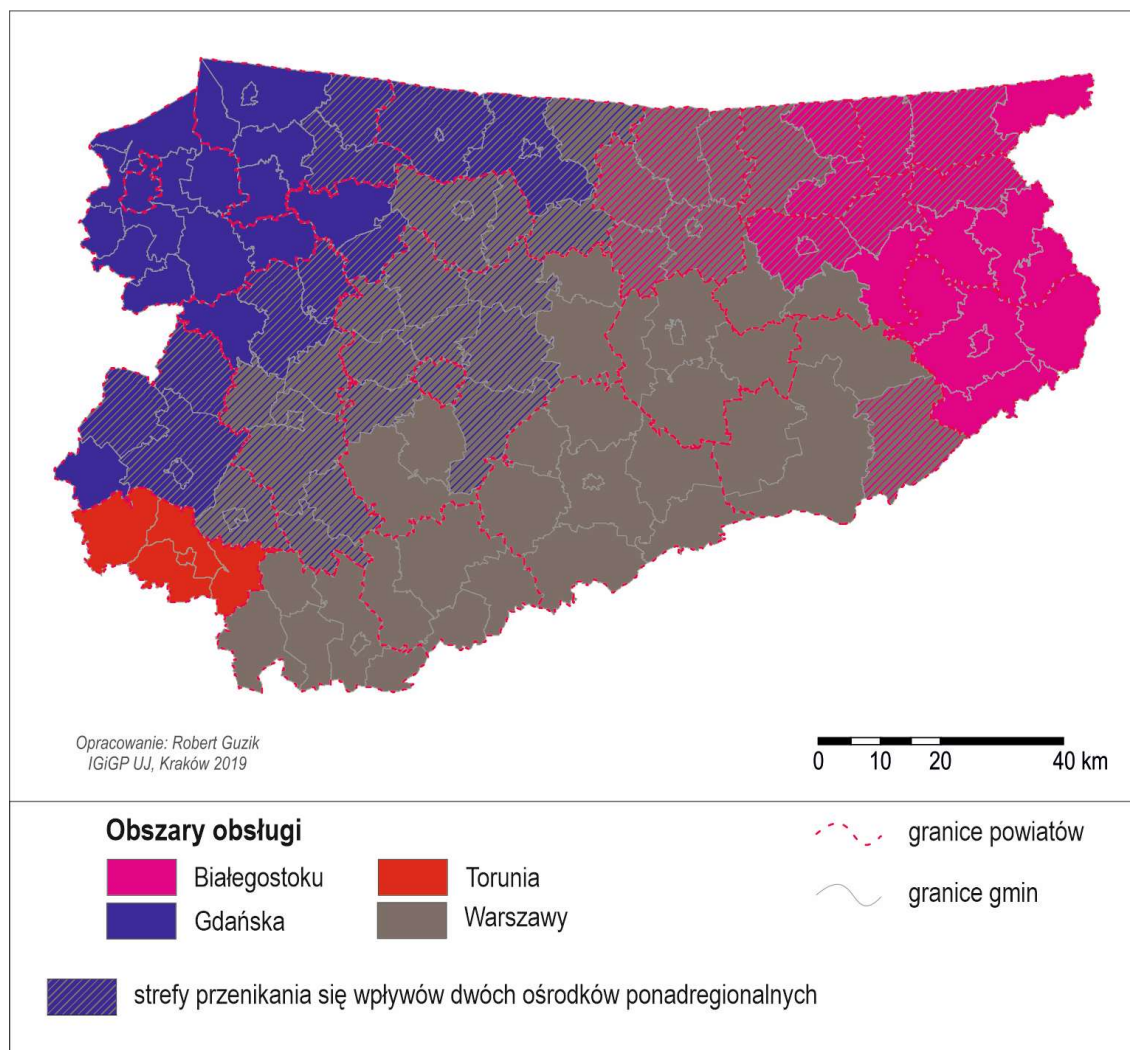 Opracowanie: Robert Guzik
IGiGP UJ, Kraków 2019
0 10 20 40 km
Obszary obsługi
Białegostoku
Gdańska
Torunia
Warszawy
granice powiatów
granice gmin
strefy przenikania się wpływów dwóch ośrodków ponadregionalnych